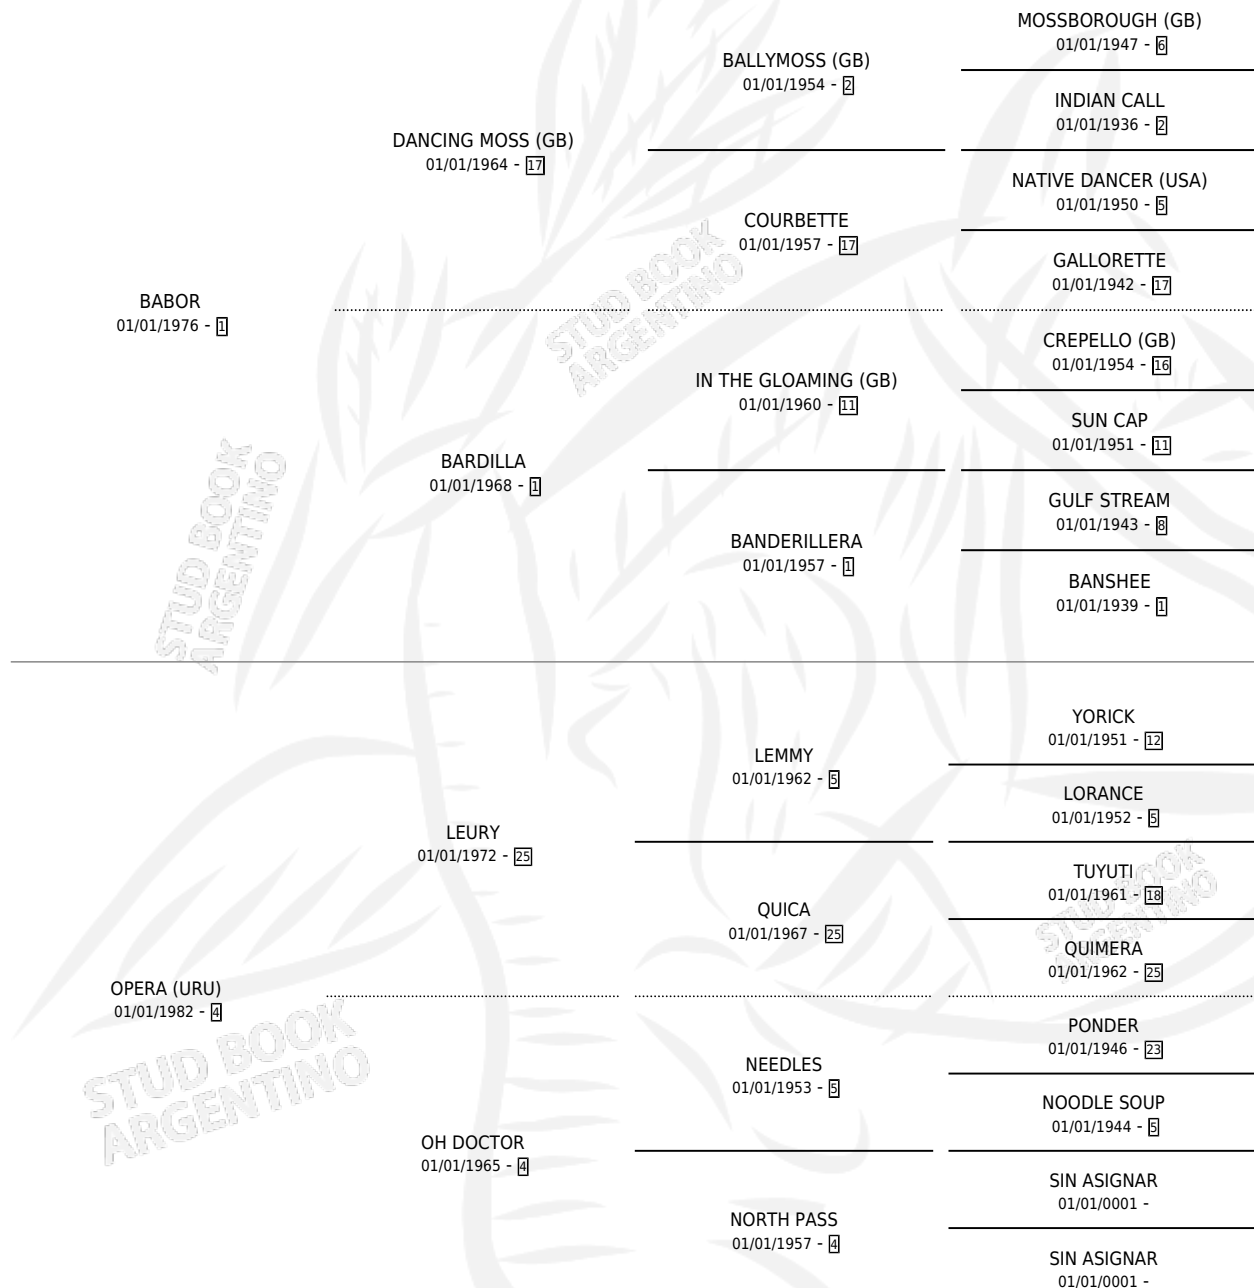 MOSSBOROUGH (GB)
01/01/1947 - 6
BALLYMOSS (GB)
01/01/1954 - 2
INDIAN CALL
01/01/1936 - 2
DANCING MOSS (GB)
01/01/1964 - 17
NATIVE DANCER (USA)
01/01/1950 - 5
COURBETTE
01/01/1957 - 17
GALLORETTE
01/01/1942 - 17
BABOR
01/01/1976 - 1
STUD BOOK
ARGENTINO
CREPELLO (GB)
01/01/1954 - 16
IN THE GLOAMING (GB)
01/01/1960 - 11
SUN CAP
01/01/1951 - 11
BARDILLA
01/01/1968 - 1
GULF STREAM
01/01/1943 - 8
BANDERILLERA
01/01/1957 - 1
BANSHEE
01/01/1939 - 1
STUD BOOK
ARGENTINO
YORICK
01/01/1951 - 12
LEMMY
01/01/1962 - 5
LORANCE
01/01/1952 - 5
LEURY
01/01/1972 - 25
TUYUTI
01/01/1961 - 18
QUICA
01/01/1967 - 25
STUD BOOK
ARGENTINO
QUIMERA
01/01/1962 - 25
OPERA (URU)
01/01/1982 - 4
STUD BOOK
ARGENTINO
PONDER
01/01/1946 - 23
NEEDLES
01/01/1953 - 5
NOODLE SOUP
01/01/1944 - 5
OH DOCTOR
01/01/1965 - 4
SIN ASIGNAR
01/01/0001 -
NORTH PASS
01/01/1957 - 4
SIN ASIGNAR
01/01/0001 -